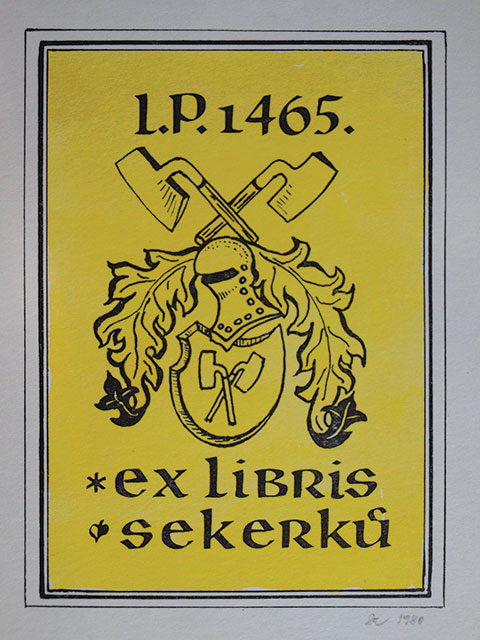 L.P. 1465.
* ex libris
sekerků
1980